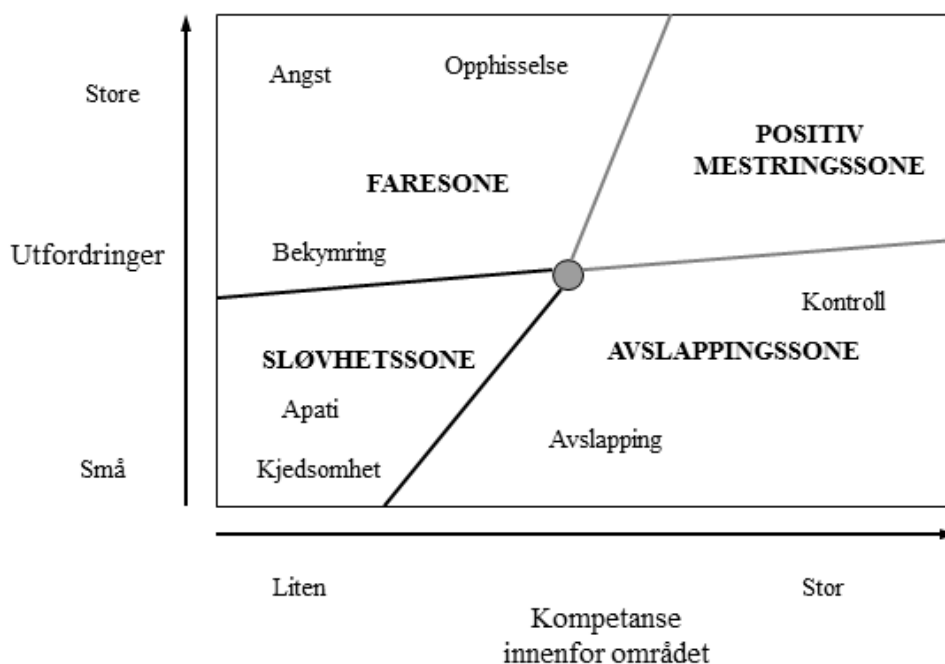 Angst
Opphisselse
Store
POSITIV
MESTRINGSSONE
FARESONE
Utfordringer
Bekymring
Kontroll
SLØVHETSSONE
AVSLAPPINGSSONE
Apati
Avslapping
Små
Kjedsomhet
Liten
Stor
Kompetanse
innenfor området